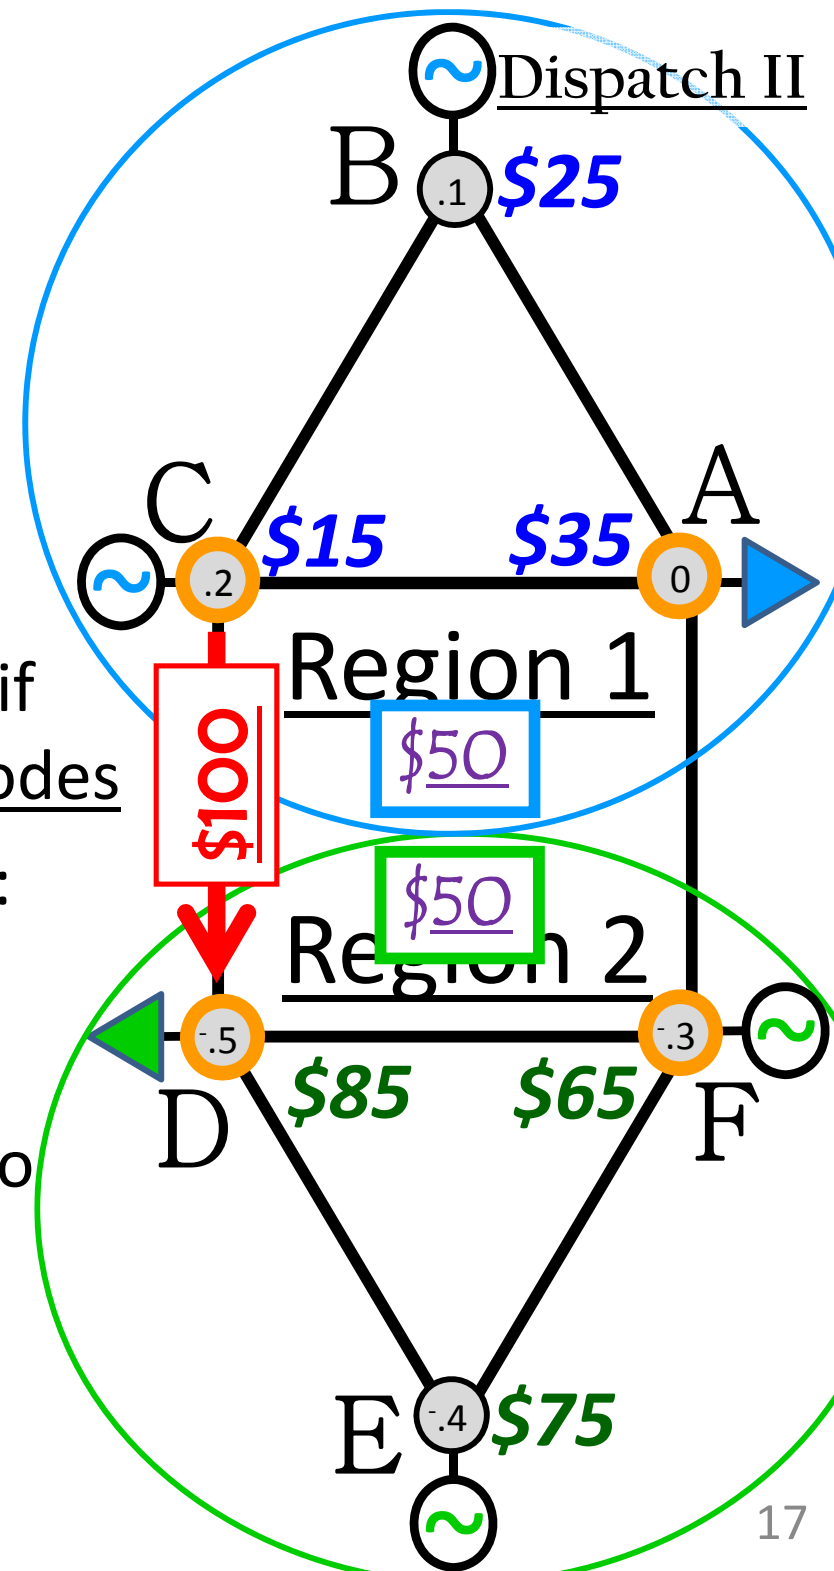 Dispatch II
B
.1
$25
A
C
$15
$35
.2
0
Region 1
if
$50
odes
$100
:
$50
Region 2
-.5
-.3
$85
$65
D
F
o
E
-.4
$75
17